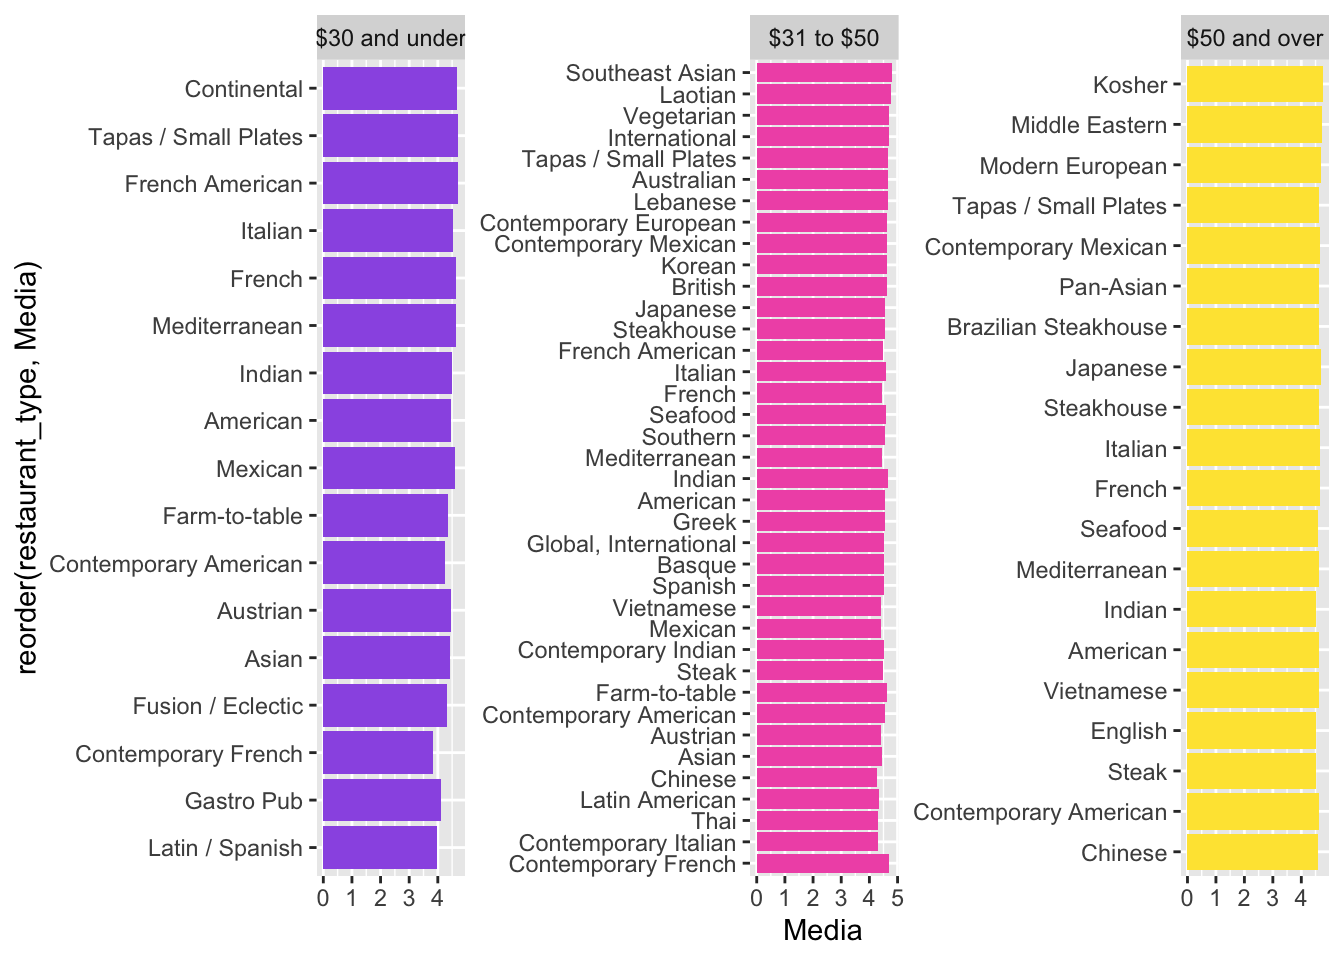 $30 and under
$31 to $50
$50 and over
reorder(restaurant_type, Media)
Continental
Tapas / Small Plates
French American
Italian
French
Mediterranean
Indian
American
Mexican
Farm-to-table
Contemporary American
Austrian
Asian
Fusion / Eclectic
Contemporary French
Gastro Pub
Latin / Spanish
0 1 2 3 4
Southeast Asian
Laotian
Vegetarian
International
Tapas / Small Plates
Australian
Lebanese
Contemporary European
Contemporary Mexican
Korean
British
Japanese
Steakhouse
French American
Italian
French
Seafood
Southern
Mediterranean
Indian
American
Greek
Global, International
Basque
Spanish
Vietnamese
Mexican
Contemporary Indian
Steak
Farm-to-table
Contemporary American
Austrian
Asian
Chinese
Latin American
Thai
Contemporary Italian
Contemporary French
0 1 2 3 4 5
Kosher
Middle Eastern
Modern European
Tapas / Small Plates
Contemporary Mexican
Pan-Asian
Brazilian Steakhouse
Japanese
Steakhouse
Italian
French
Seafood
Mediterranean
Indian
American
Vietnamese
English
Steak
Contemporary American
Chinese
0 1 2 3 4
Media